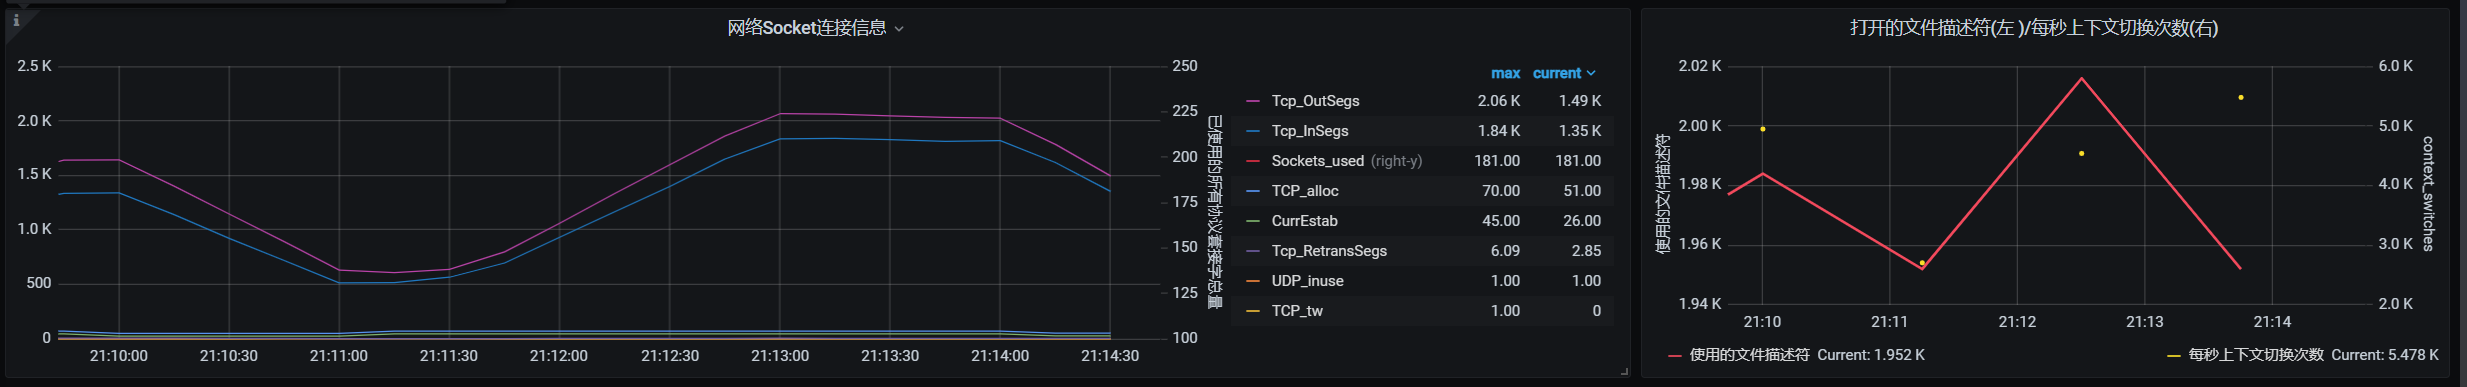 网络Socket连接信息
2.5 K
2.0 K
1.5 K
1.0 K
500
0
250
225
200
175
150
125
100
已使用的所有协议套接字总量
21:10:00 21:10:30 21:11:00 21:11:30 21:12:00 21:12:30 21:13:00 21:13:30 21:14:00 21:14:30
max current
Tcp_OutSegs 2.06 K 1.49 K
Tcp_InSegs 1.84 K 1.35 K
Sockets_used (right-y) 181.00 181.00
TCP_alloc 70.00 51.00
CurrEstab 45.00 26.00
Tcp_RetransSegs 6.09 2.85
UDP_inuse 1.00 1.00
TCP_tw 1.00 0
打开的文件描述符(左 )/每秒上下文切换次数(右)
使用的文件描述符
2.02 K
2.00 K
1.98 K
1.96 K
1.94 K
6.0 K
5.0 K
4.0 K
3.0 K
2.0 K
context_switches
21:10 21:11 21:12 21:13 21:14
使用的文件描述符 Current: 1.952 K
每秒上下文切换次数 Current: 5.478 K